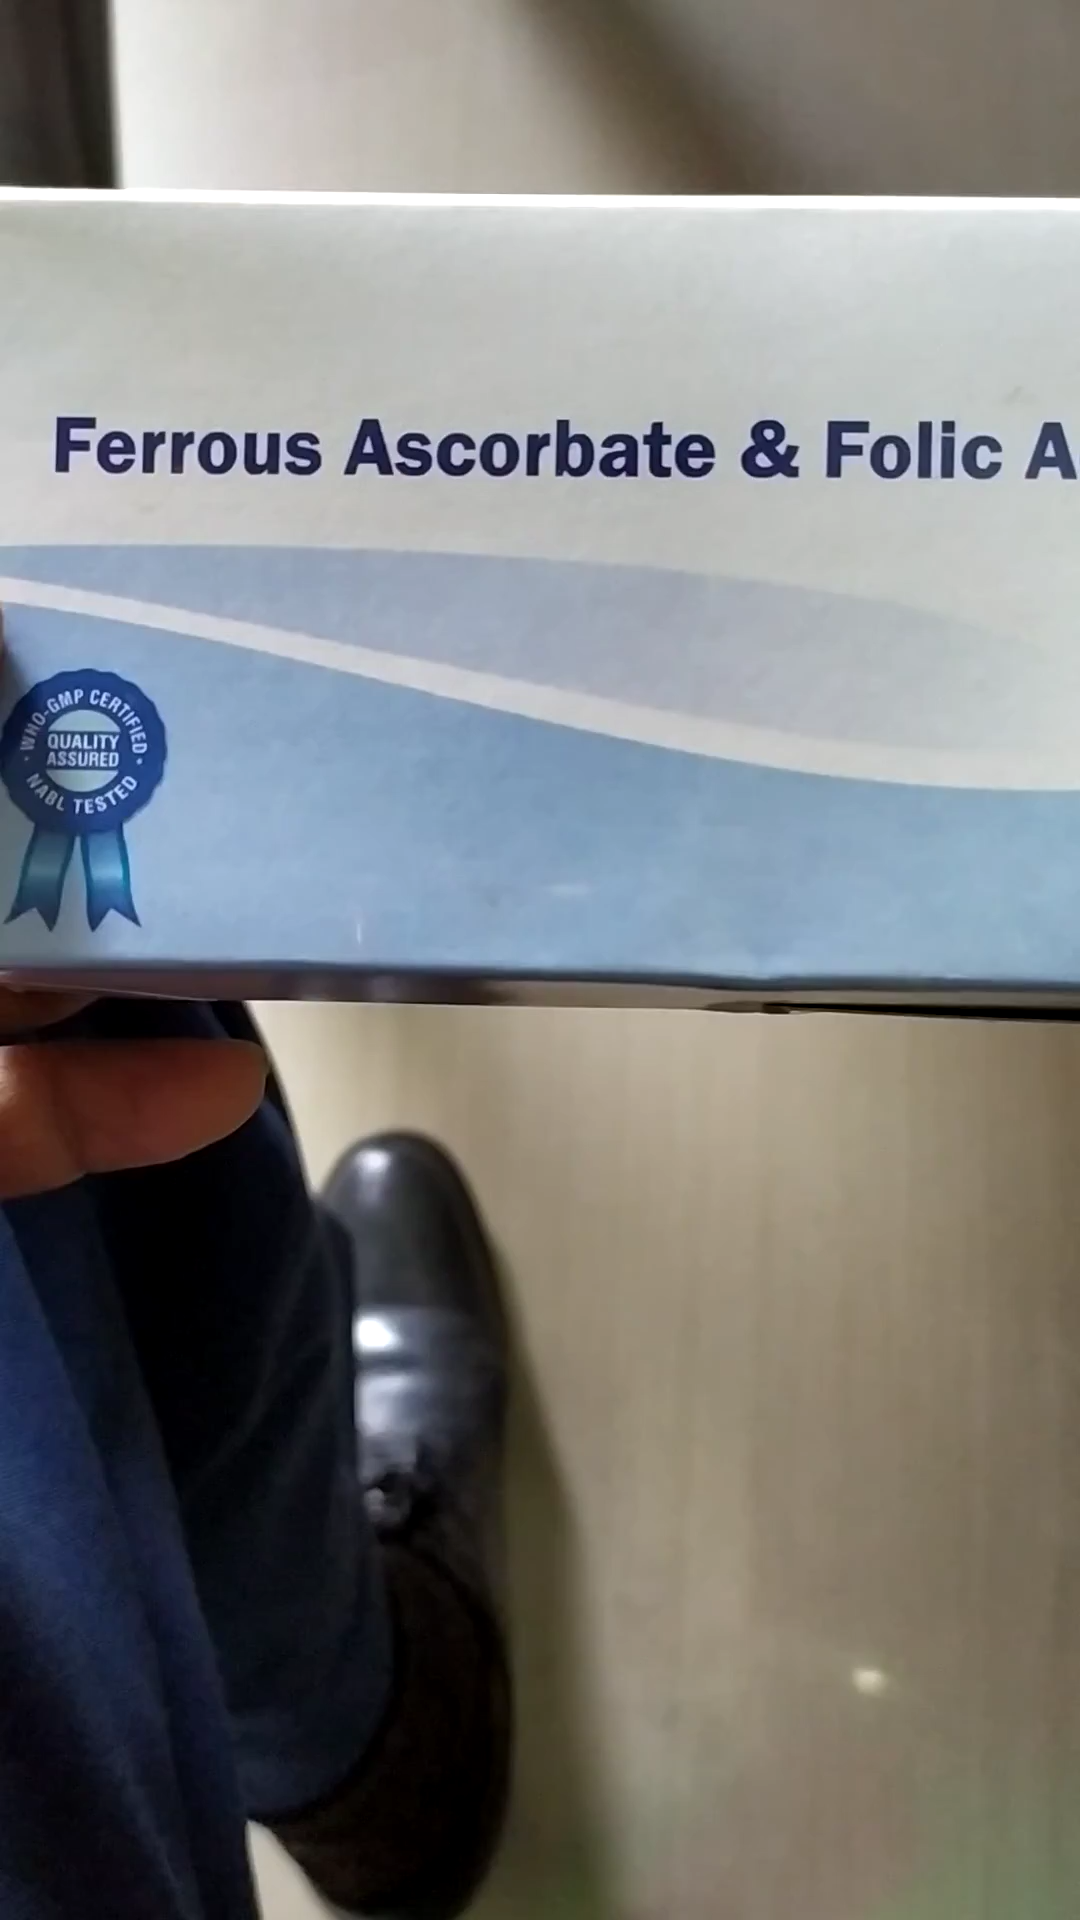 Ferrous Ascorbate & Folic A
WHO-GMP CERTIFIED
QUALITY
ASSURED
NABL TESTED